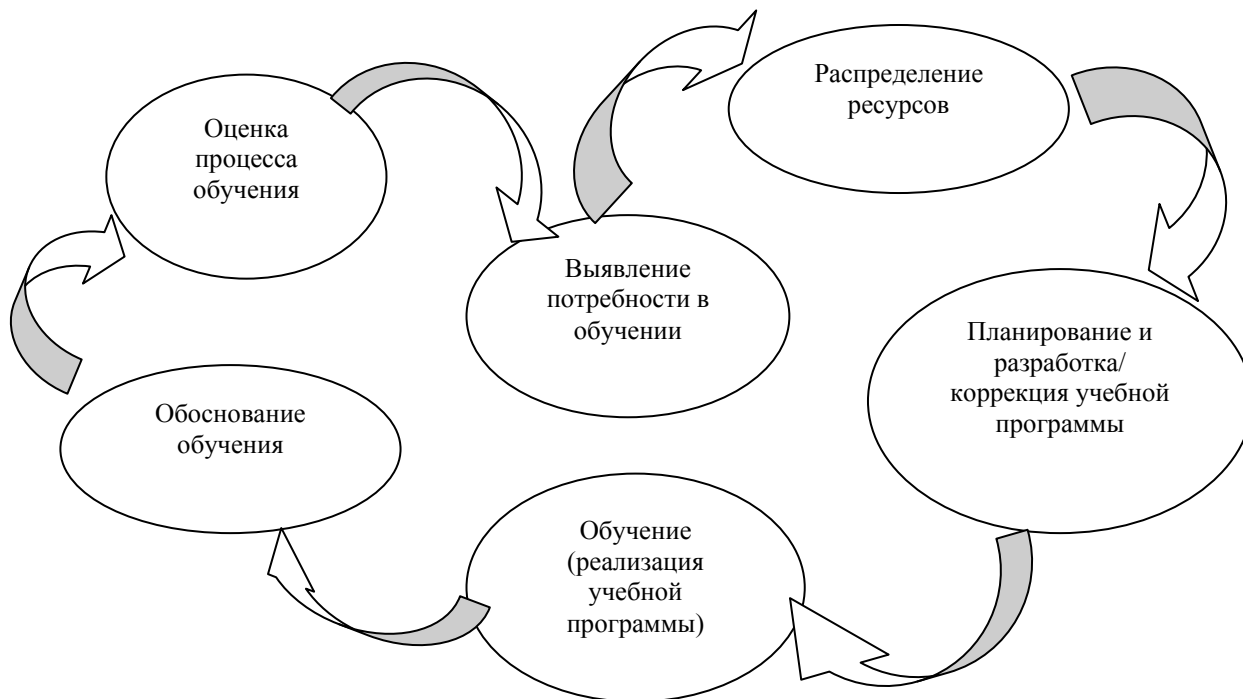 Распределение
ресурсов
Оценка
процесса
обучения
Выявление
потребности в
обучении
Планирование и
разработка/
коррекция учебной
программы
Обоснование
обучения
Обучение
(реализация
учебной
программы)